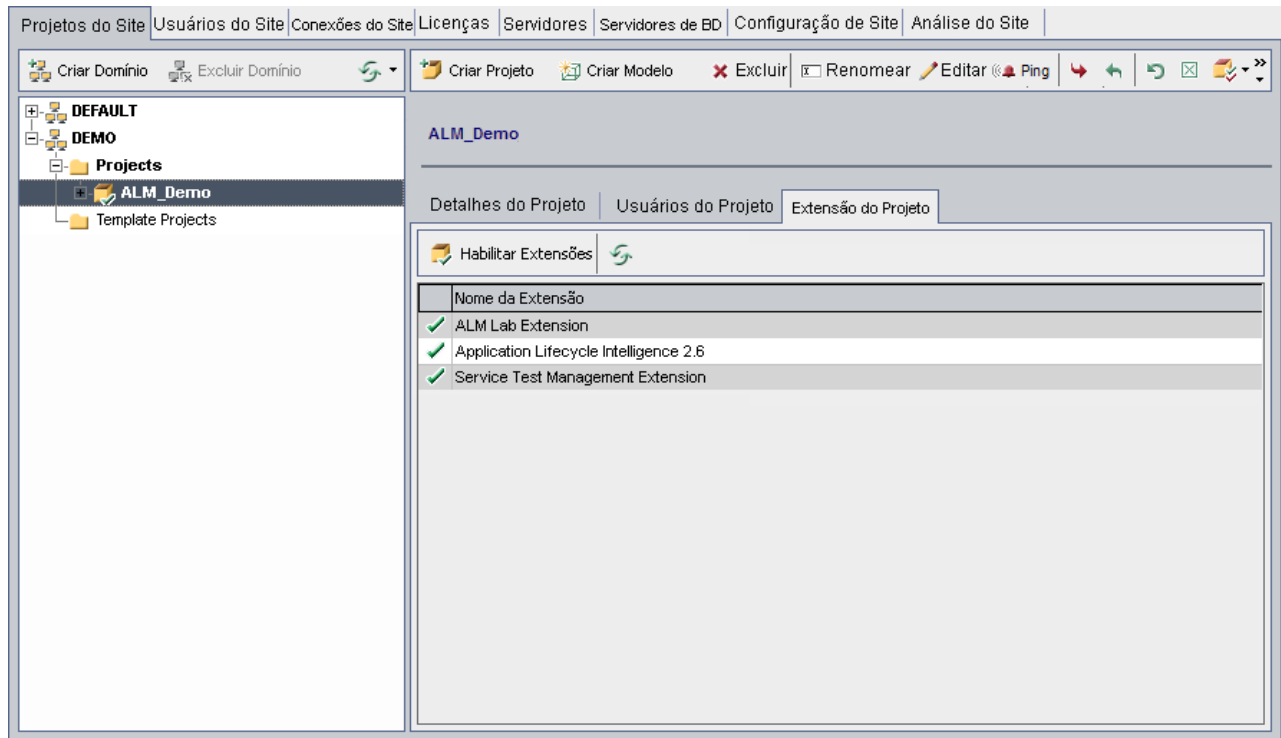 Projetos do Site Usuários do Site Conexões do Site Licenças Servidores Servidores de BD Configuração de Site Análise do Site
Criar Domínio Excluir Domínio Criar Projeto Criar Modelo Excluir Renomear Editar Ping
DEFAULT
DEMO
Projects
ALM_Demo
Template Projects
ALM_Demo
Detalhes do Projeto Usuários do Projeto Extensão do Projeto
Habilitar Extensões
Nome da Extensão
ALM Lab Extension
Application Lifecycle Intelligence 2.6
Service Test Management Extension